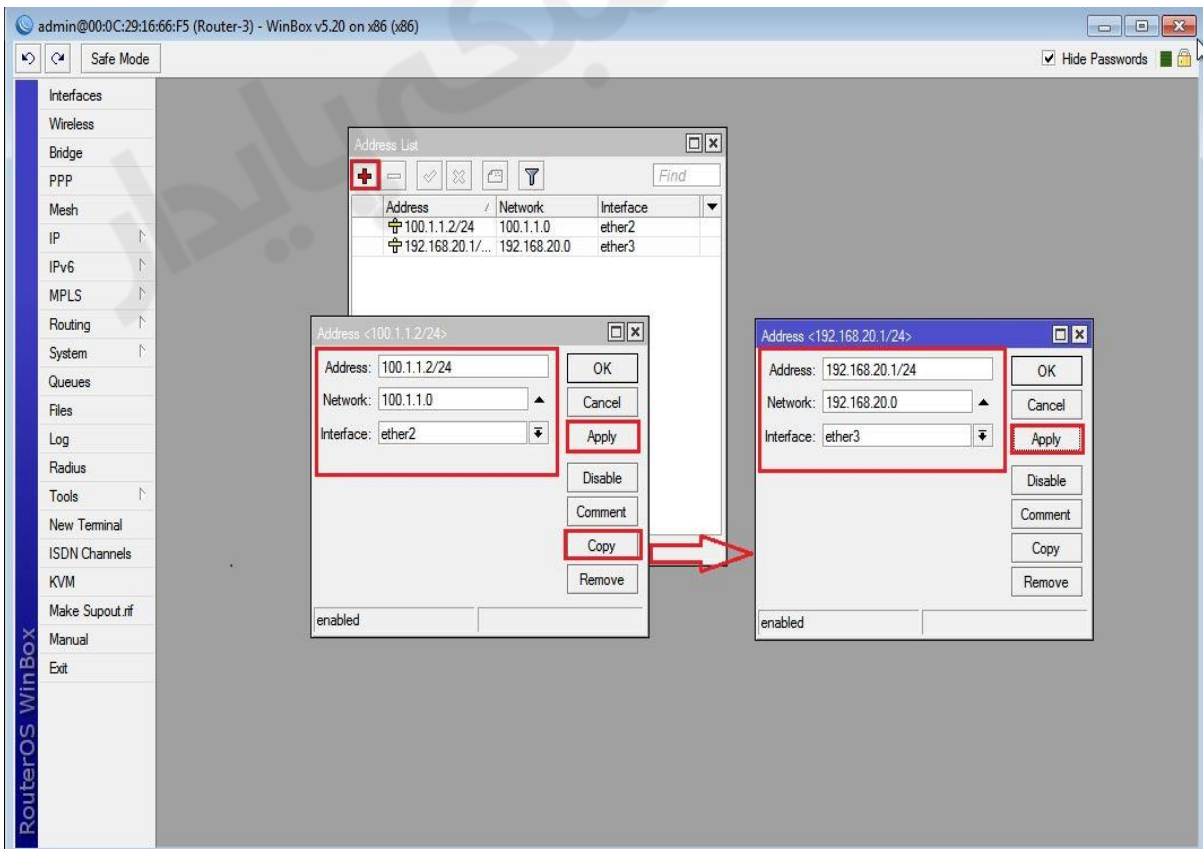 admin@00:0C:29:16:66:F5 (Router-3) - WinBox v5.20 on x86 (x86)
Safe Mode
Hide Passwords
Interfaces
Wireless
Bridge
PPP
Mesh
IP
IPv6
MPLS
Routing
System
Queues
Files
Log
Radius
Tools
New Terminal
ISDN Channels
KVM
Make Supout.rif
Manual
Exit
RouterOS WinBox
Address List
Find
Address Network Interface
100.1.1.2/24 100.1.1.0 ether2
192.168.20.1/... 192.168.20.0 ether3
Address <100.1.1.2/24>
Address: 100.1.1.2/24
Network: 100.1.1.0
Interface: ether2
OK
Cancel
Apply
Disable
Comment
Copy
Remove
enabled
Address <192.168.20.1/24>
Address: 192.168.20.1/24
Network: 192.168.20.0
Interface: ether3
OK
Cancel
Apply
Disable
Comment
Copy
Remove
enabled